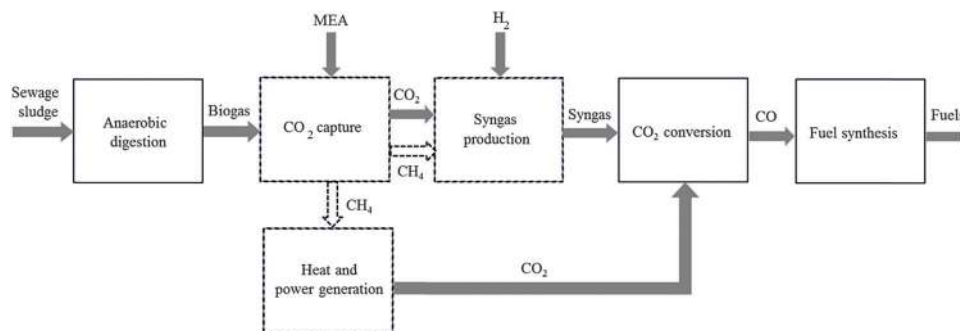 MEA
H2
Sewage
sludge
Anaerobic
digestion
Biogas
CO2 capture
CO2
CH4
Syngas
production
Syngas
CO2 conversion
CO
Fuel synthesis
Fuels
CH4
Heat and
power generation
CO2